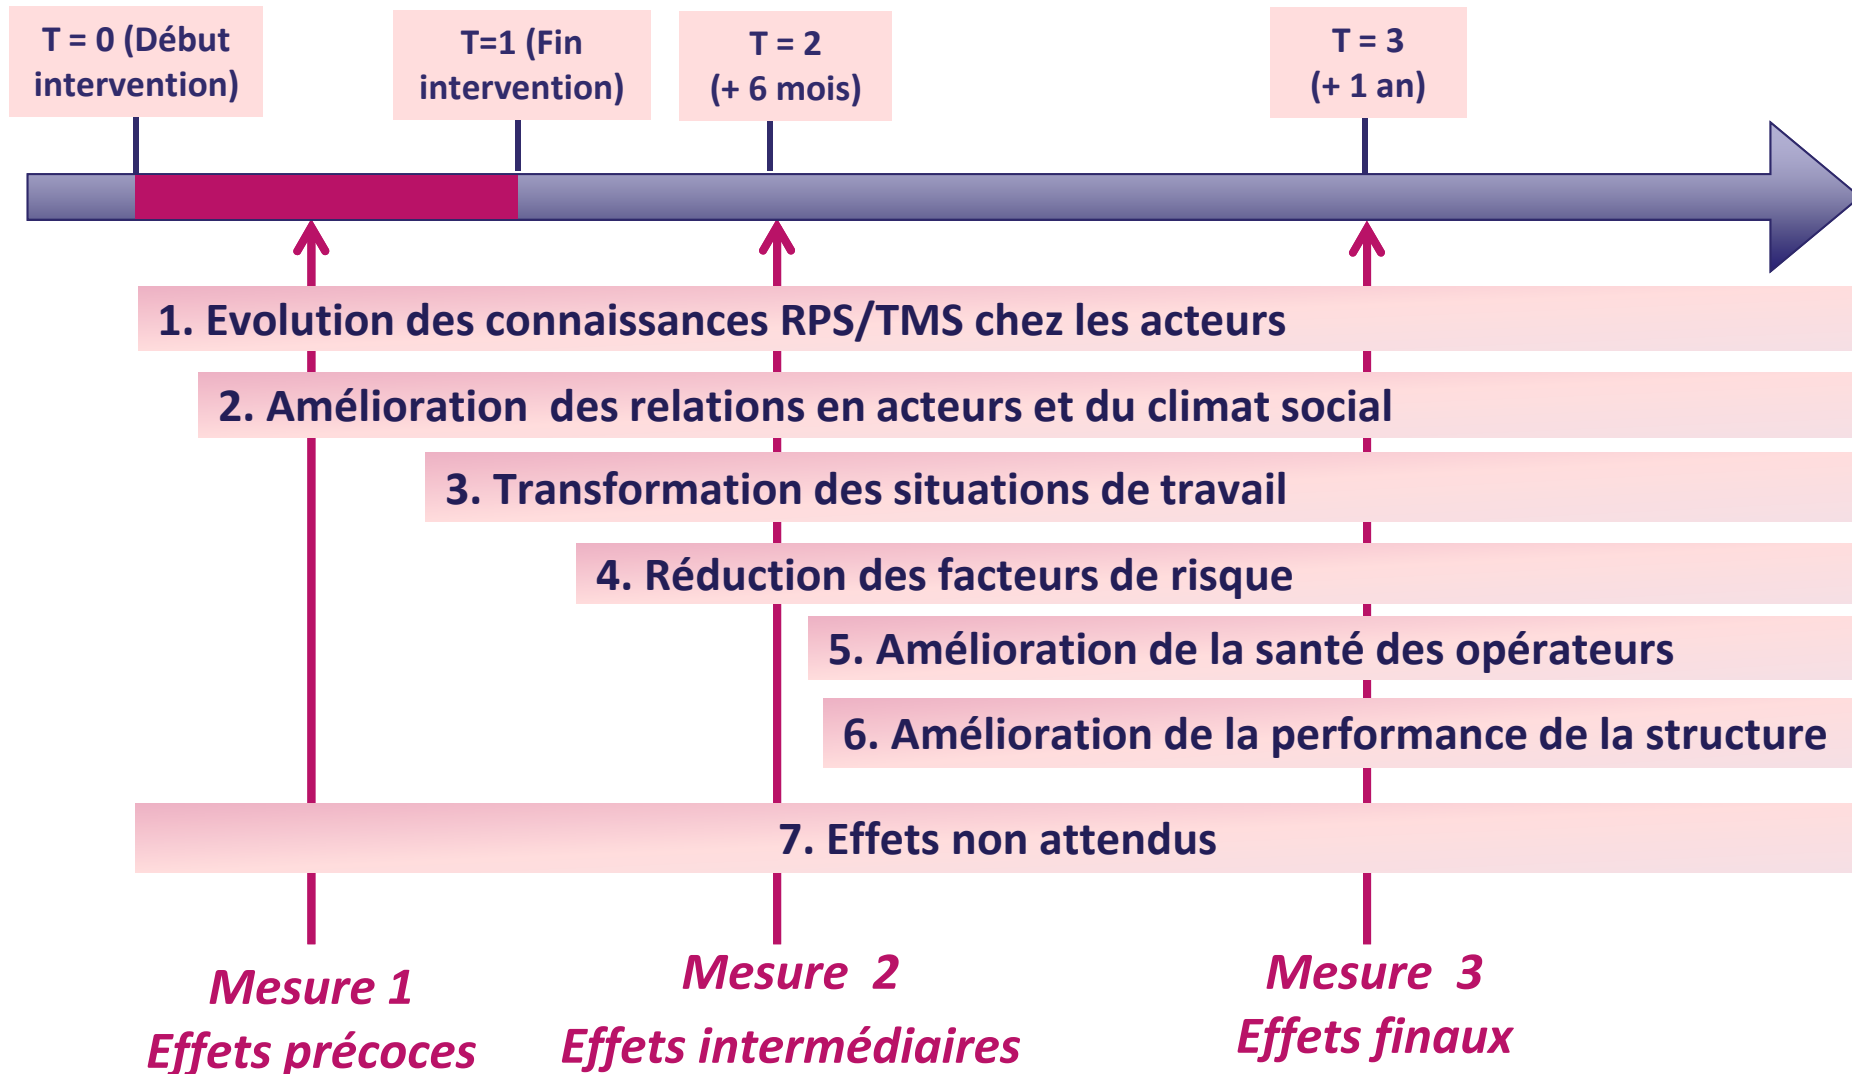 T = 0 (Début
intervention)
T=1 (Fin
intervention)
T = 2
(+ 6 mois)
T = 3
(+ 1 an)
1. Evolution des connaissances RPS/TMS chez les acteurs
2. Amélioration  des relations en acteurs et du climat social
3. Transformation des situations de travail
4. Réduction des facteurs de risque
5. Amélioration de la santé des opérateurs
6. Amélioration de la performance de la structure
7. Effets non attendus
Mesure 1
Effets précoces
Mesure  2
Effets intermédiaires
Mesure  3
Effets finaux